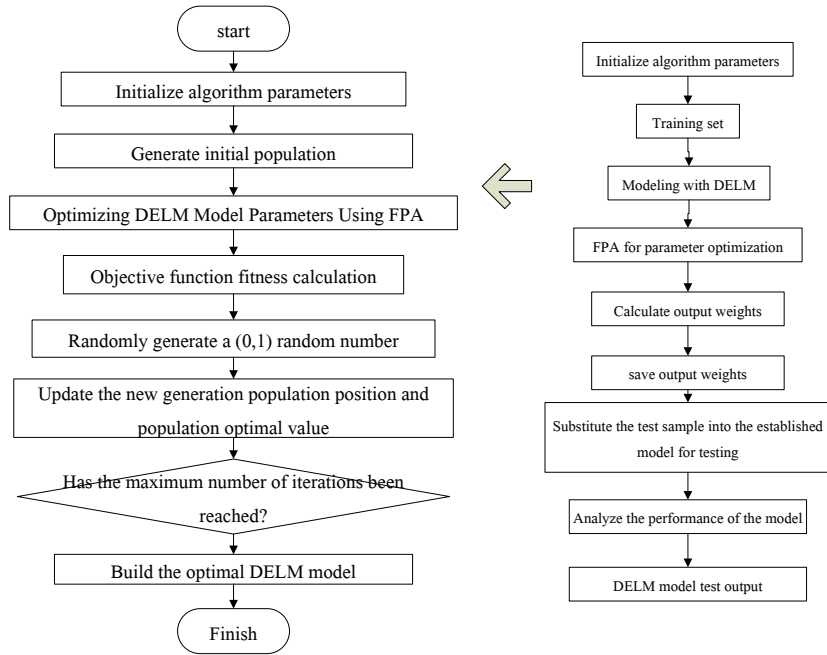 start
Initialize algorithm parameters
Generate initial population
Optimizing DELM Model Parameters Using FPA
Objective function fitness calculation
Randomly generate a (0,1) random number
Update the new generation population position and
population optimal value
Has the maximum number of iterations been
reached?
Build the optimal DELM model
Finish
Initialize algorithm parameters
Training set
Modeling with DELM
FPA for parameter optimization
Calculate output weights
save output weights
Substitute the test sample into the established
model for testing
Analyze the performance of the model
DELM model test output